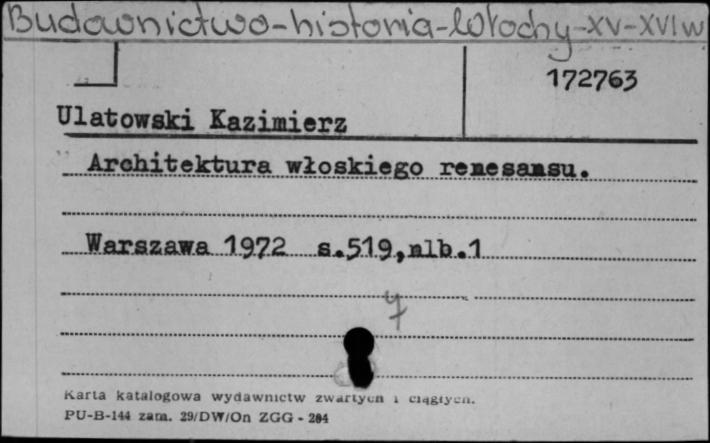 Budownictwo-historia-Włochy-XV-XVIw
172763
Ulatowski Kazimierz
Architektura włoskiego renesansu.
Warszawa 1972 s.519,nlb.1
4
Karta katalogowa wydawnictw zwartych i ciągłych.
PU-B-144 zam. 29/DW/On ZGG - 284